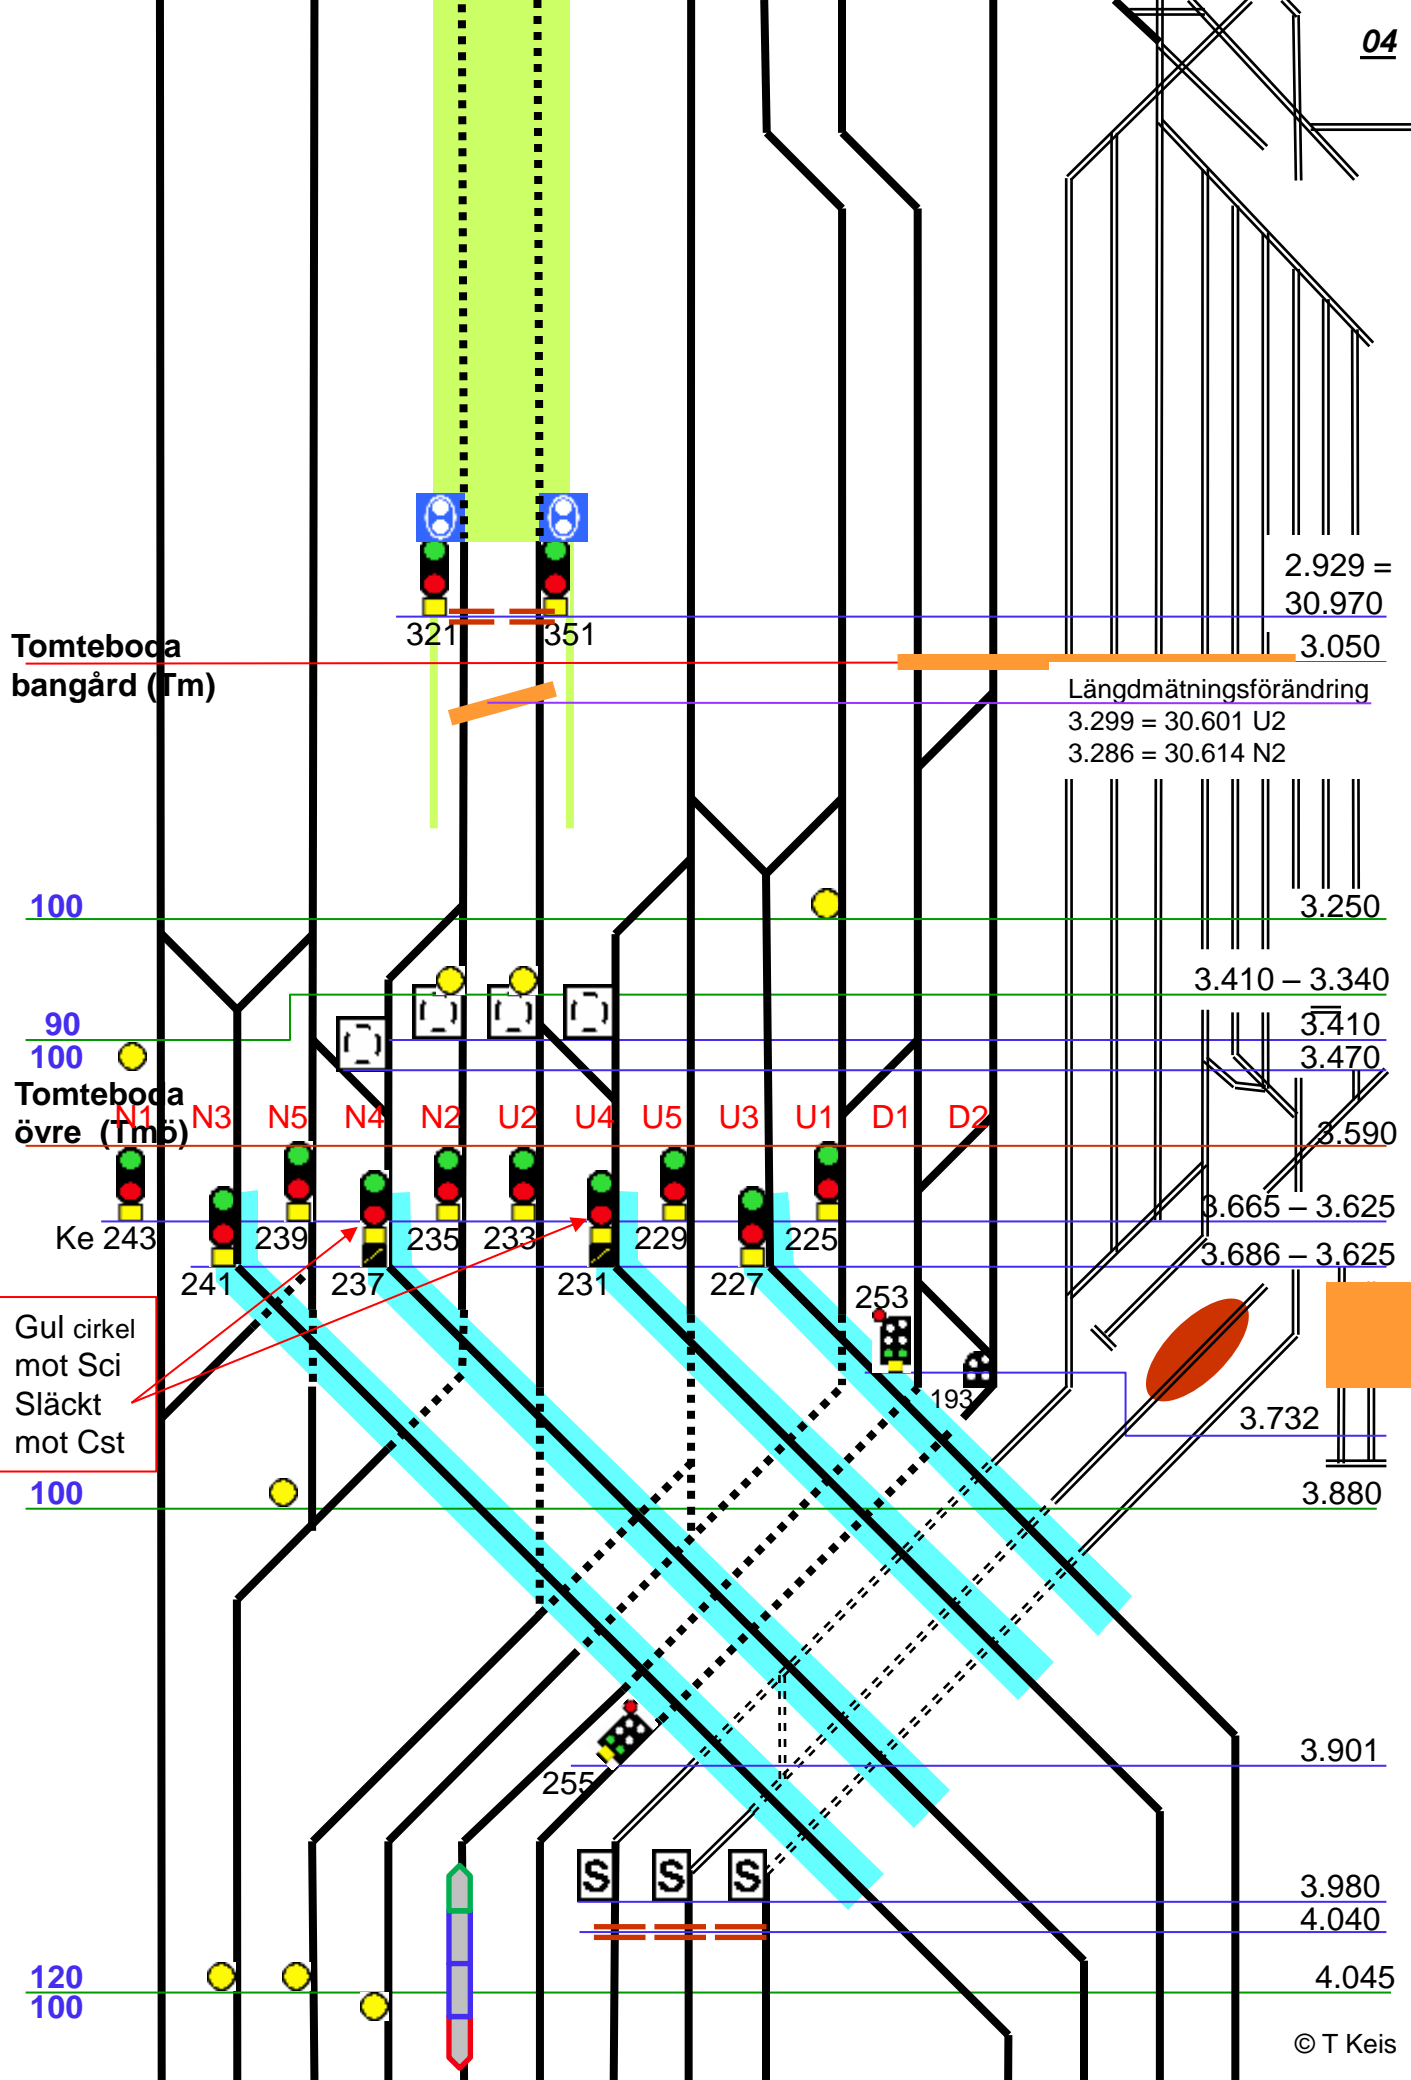 04
2.929 =
30.970
321
351
Tomteboda
bangård (Tm)
3.050
Längdmätningsförändring
3.299 = 30.601 U2
3.286 = 30.614 N2
100
3.250
3.410 – 3.340
90
3.410
100
3.470
Tomteboda
övre (Tmö)
N1 N3 N5 N4 N2 U2 U4 U5 U3 U1 D1 D2
3.590
3.665 – 3.625
Ke 243 239 235 233 229 225
3.686 – 3.625
241 237 231 227
253
Gul cirkel
mot Sci
Släckt
mot Cst
193
3.732
100
3.880
3.901
255
S S S
3.980
4.040
120
4.045
100
© T Keis